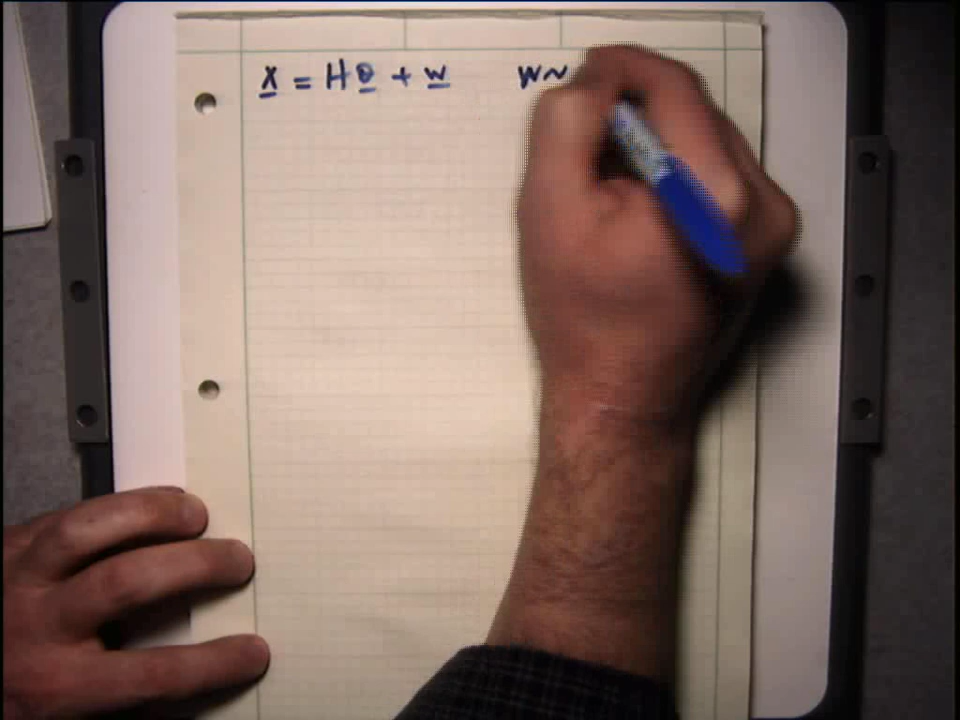 x = Hθ + w    w~